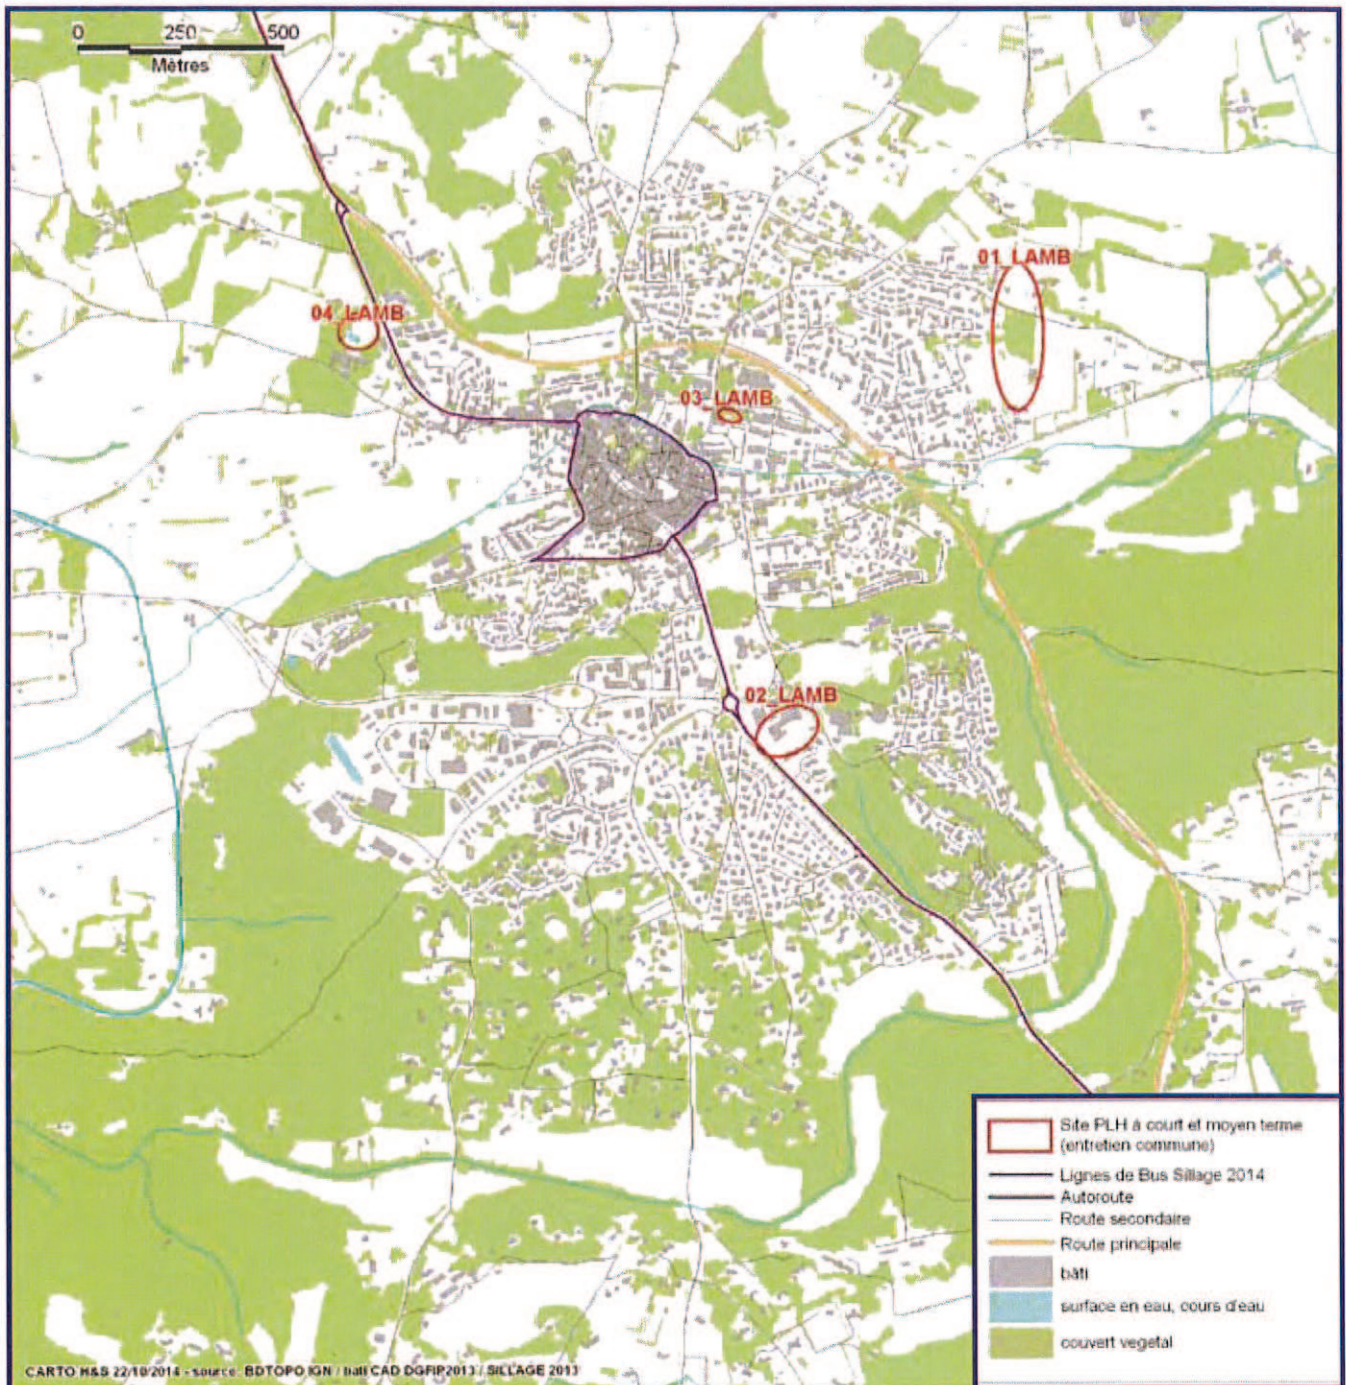 0 250 500
Mètres
01_LAMB
04_LAMB
03_LAMB
02_LAMB
Site PLH à court et moyen terme
(entretien commune)
Lignes de Bus Sillage 2014
Autoroute
Route secondaire
Route principale
bâti
surface en eau, cours d'eau
couvert vegetal
CARTO H&S 22/10/2014 - source: BDTOPO IGN / bati CAD DGFIP2013 / SILLAGE 2013